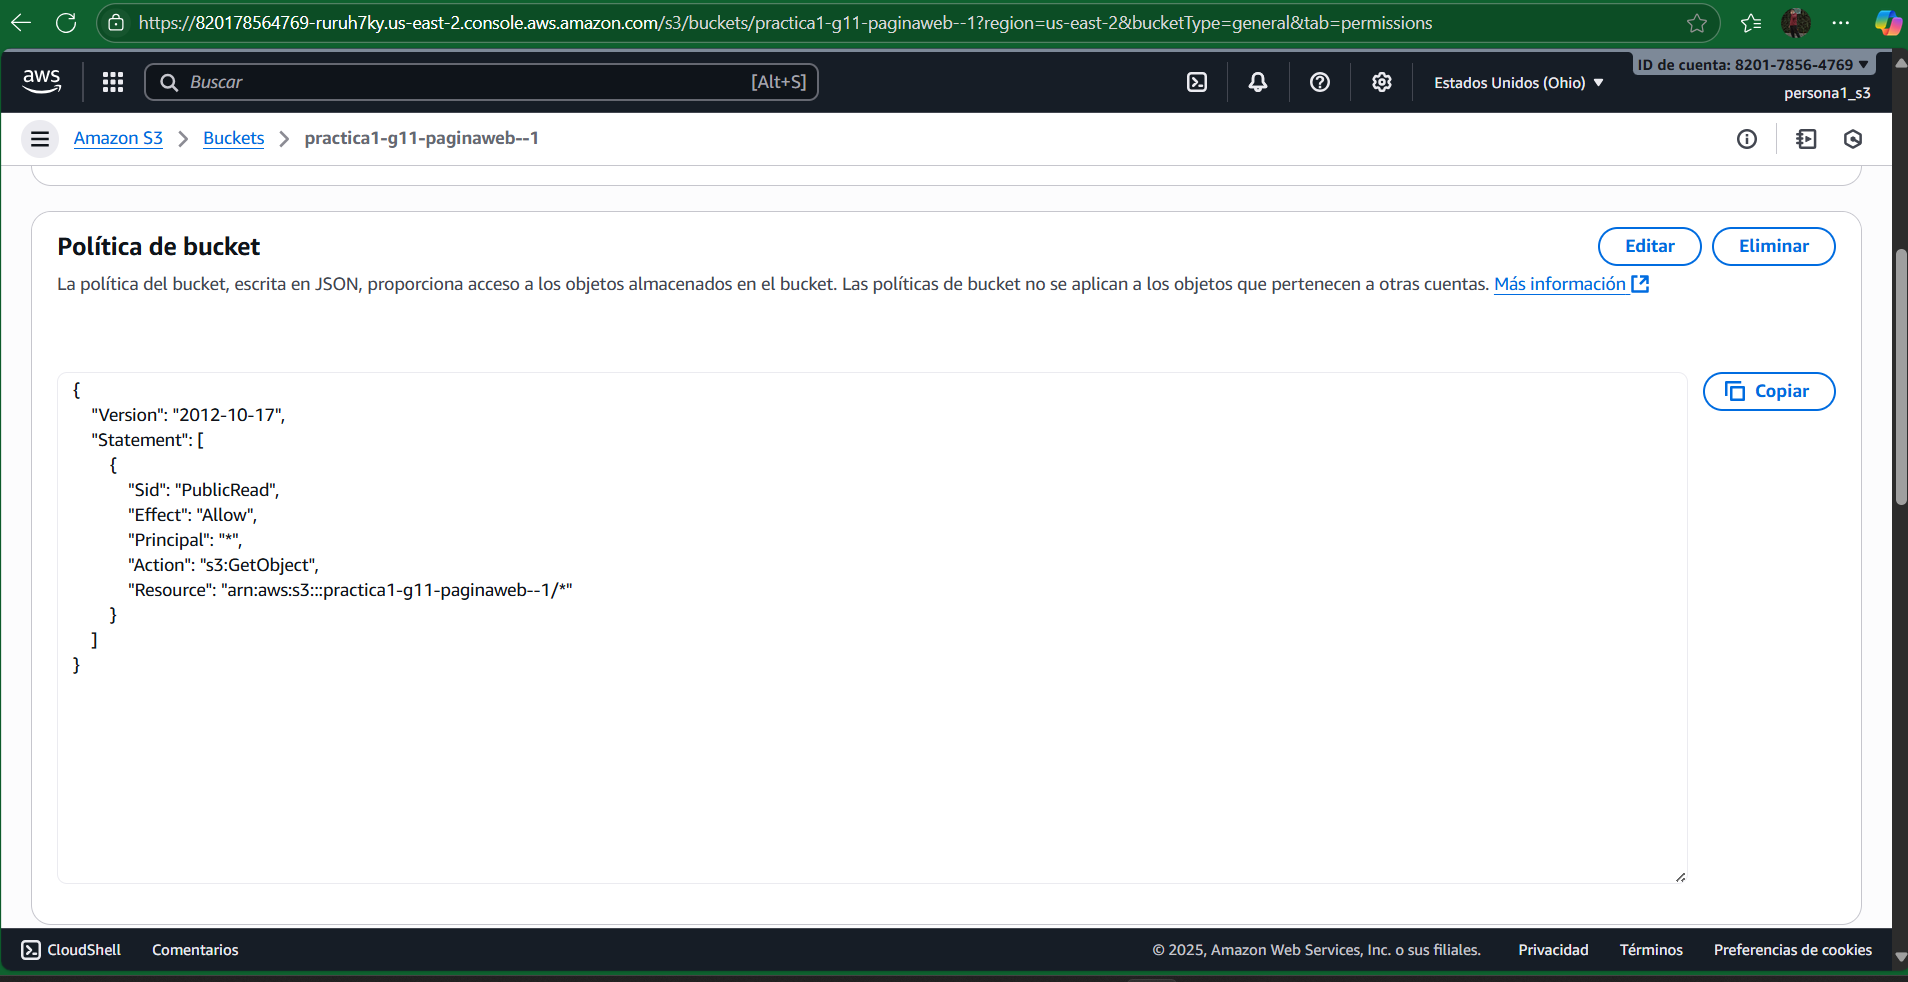 https://820178564769-ruruh7ky.us-east-2.console.aws.amazon.com/s3/buckets/practica1-g11-paginaweb--1?region=us-east-2&bucketType=general&tab=permissions
aws
Buscar [Alt+S]
Estados Unidos (Ohio)
ID de cuenta: 8201-7856-4769
persona1_s3
Amazon S3 > Buckets > practica1-g11-paginaweb--1
Política de bucket
Editar
Eliminar
La política del bucket, escrita en JSON, proporciona acceso a los objetos almacenados en el bucket. Las políticas de bucket no se aplican a los objetos que pertenecen a otras cuentas. Más información
Copiar
{
"Version": "2012-10-17",
"Statement": [
{
"Sid": "PublicRead",
"Effect": "Allow",
"Principal": "*",
"Action": "s3:GetObject",
"Resource": "arn:aws:s3:::practica1-g11-paginaweb--1/*"
}
]
}
CloudShell
Comentarios
© 2025, Amazon Web Services, Inc. o sus filiales.
Privacidad
Términos
Preferencias de cookies